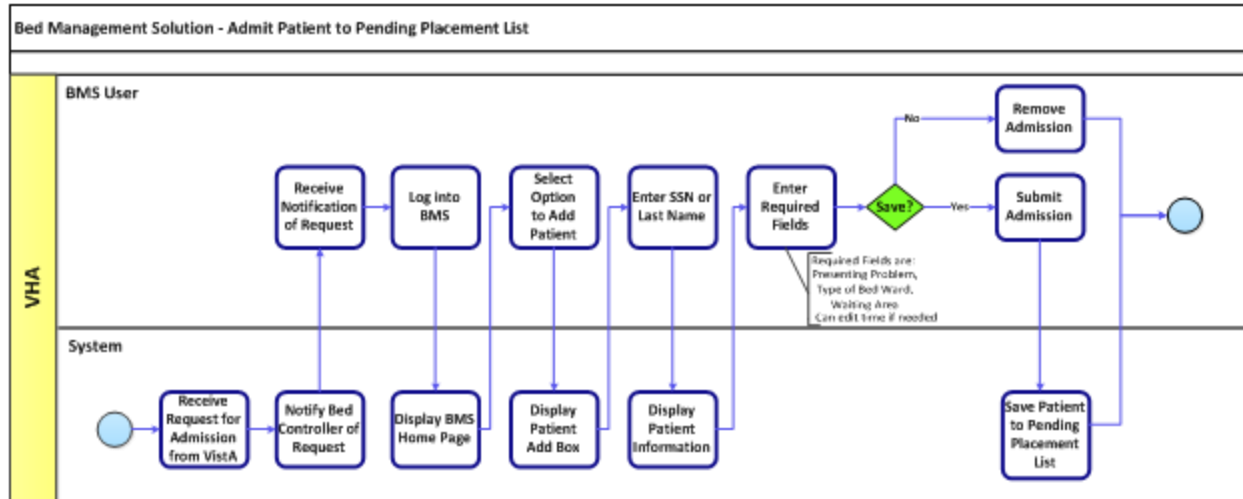 Bed Management Solution - Admit Patient to Pending Placement List
VHA
BMS User
Receive
Notification
of Request
Log into
BMS
Select
Option
to Add
Patient
Enter SSN or
Last Name
Enter
Required
Fields
Required Fields are:
Presenting Problem,
Type of Bed Ward,
Waiting Area
Can edit time if needed
Save?
No
Yes
Remove
Admission
Submit
Admission
System
Receive
Request for
Admission
from VistA
Notify Bed
Controller of
Request
Display BMS
Home Page
Display
Patient
Add Box
Display
Patient
Information
Save Patient
to Pending
Placement
List